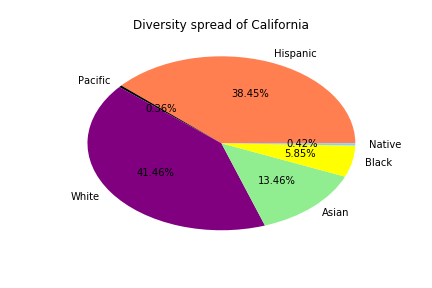 Diversity spread of California
Hispanic
38.45%
Pacific
0.36%
White
41.46%
Asian
13.46%
Black
5.85%
Native
0.42%